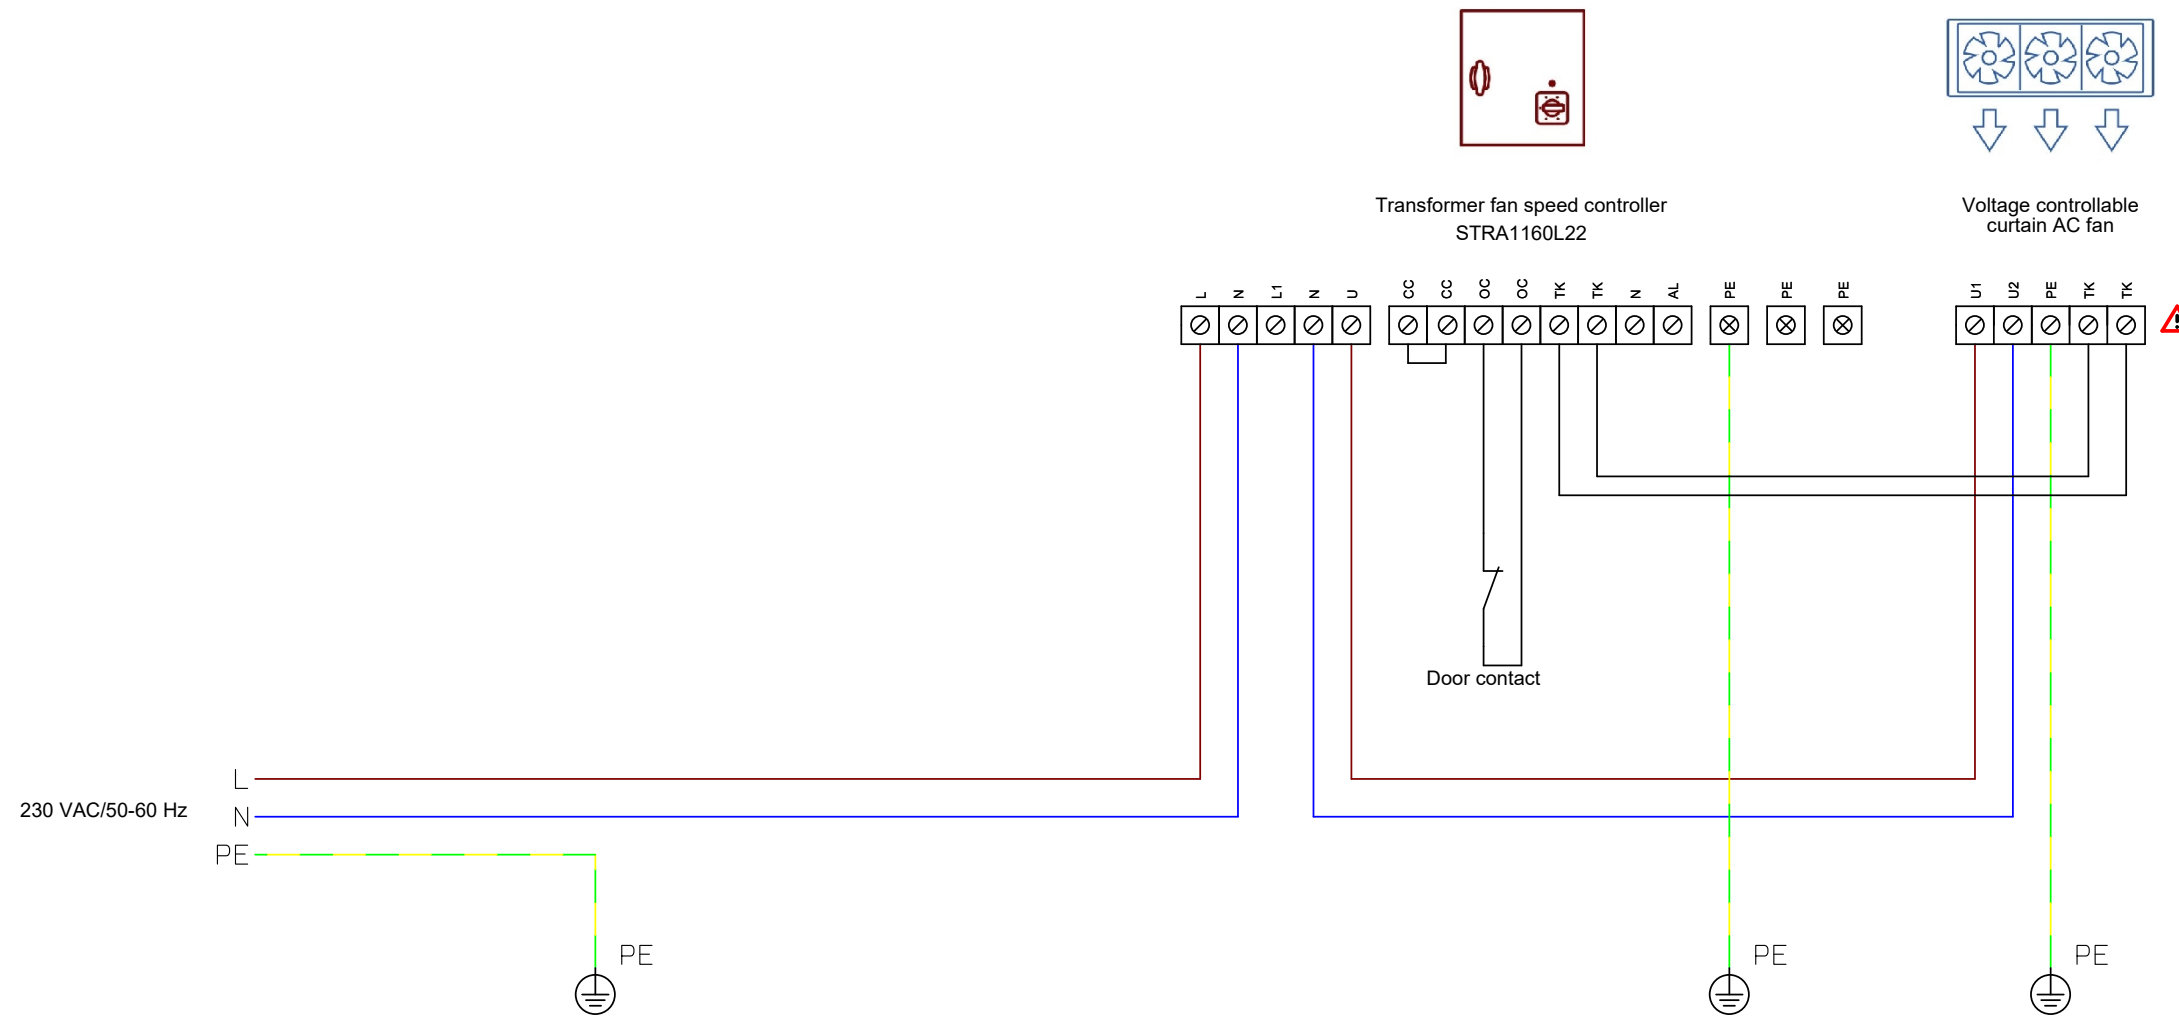 Transformer fan speed controller
STRA1160L22
Voltage controllable
curtain AC fan
L N L1 N U CC CC OC OC TK TK N AL PE PE PE U1 U2 PE TK TK
Door contact
L
230 VAC/50-60 Hz N
PE
PE PE PE